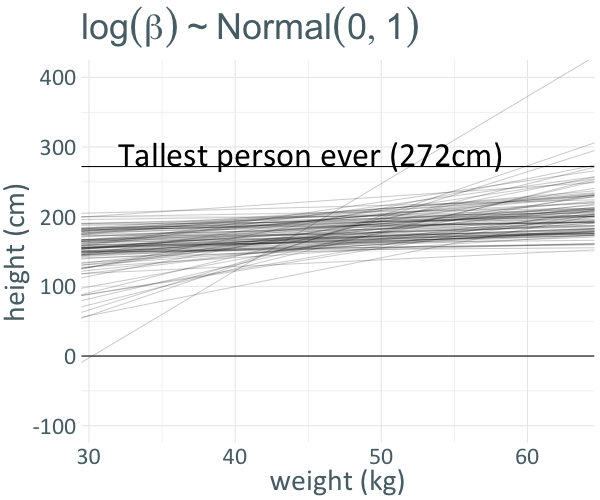 log(β) ~ Normal(0, 1)
400
300
Tallest person ever (272cm)
200
100
0
-100
height (cm)
30 40 50 60
weight (kg)